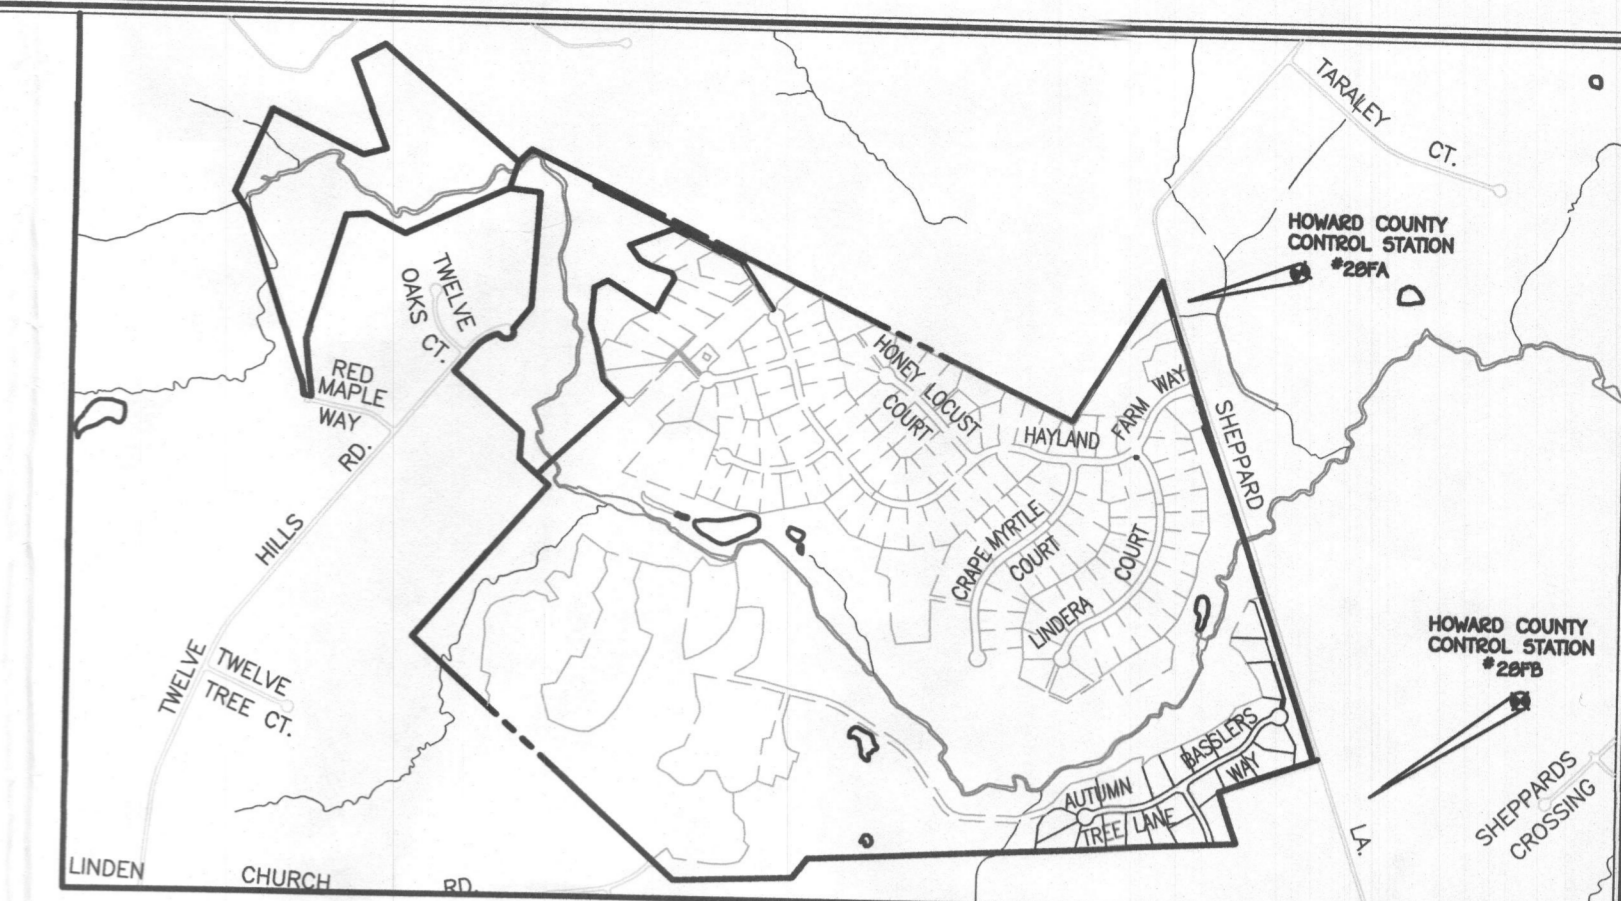 TARALEY
CT.
HOWARD COUNTY
CONTROL STATION
#28FA
TWELVE
OAKS CT.
RED
MAPLE
WAY
HONEY LOCUST
COURT
HAYLAND FARM WAY
SHEPPARD
LA.
CRAPE MYRTLE
COURT
LINDERA COURT
TWELVE HILLS RD.
TWELVE
TREE CT.
HOWARD COUNTY
CONTROL STATION
#28FB
BASSLERS
WAY
AUTUMN
TREE LANE
SHEPPARDS
CROSSING
LINDEN CHURCH RD.